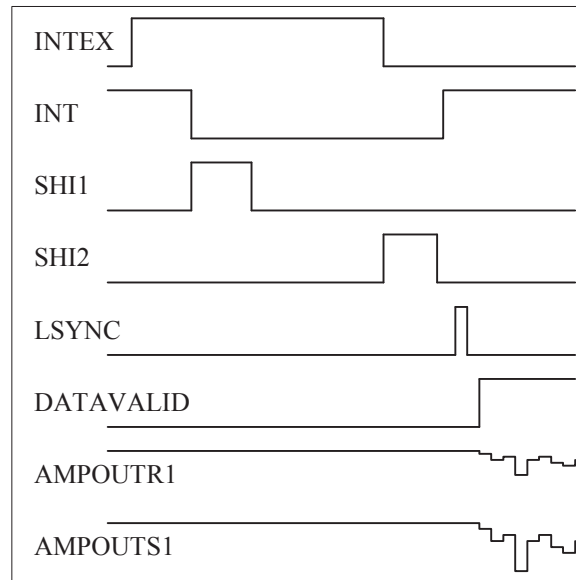 INTEX
INT
SHI1
SHI2
LSYNC
DATAVALID
AMPOUTR1
AMPOUTS1